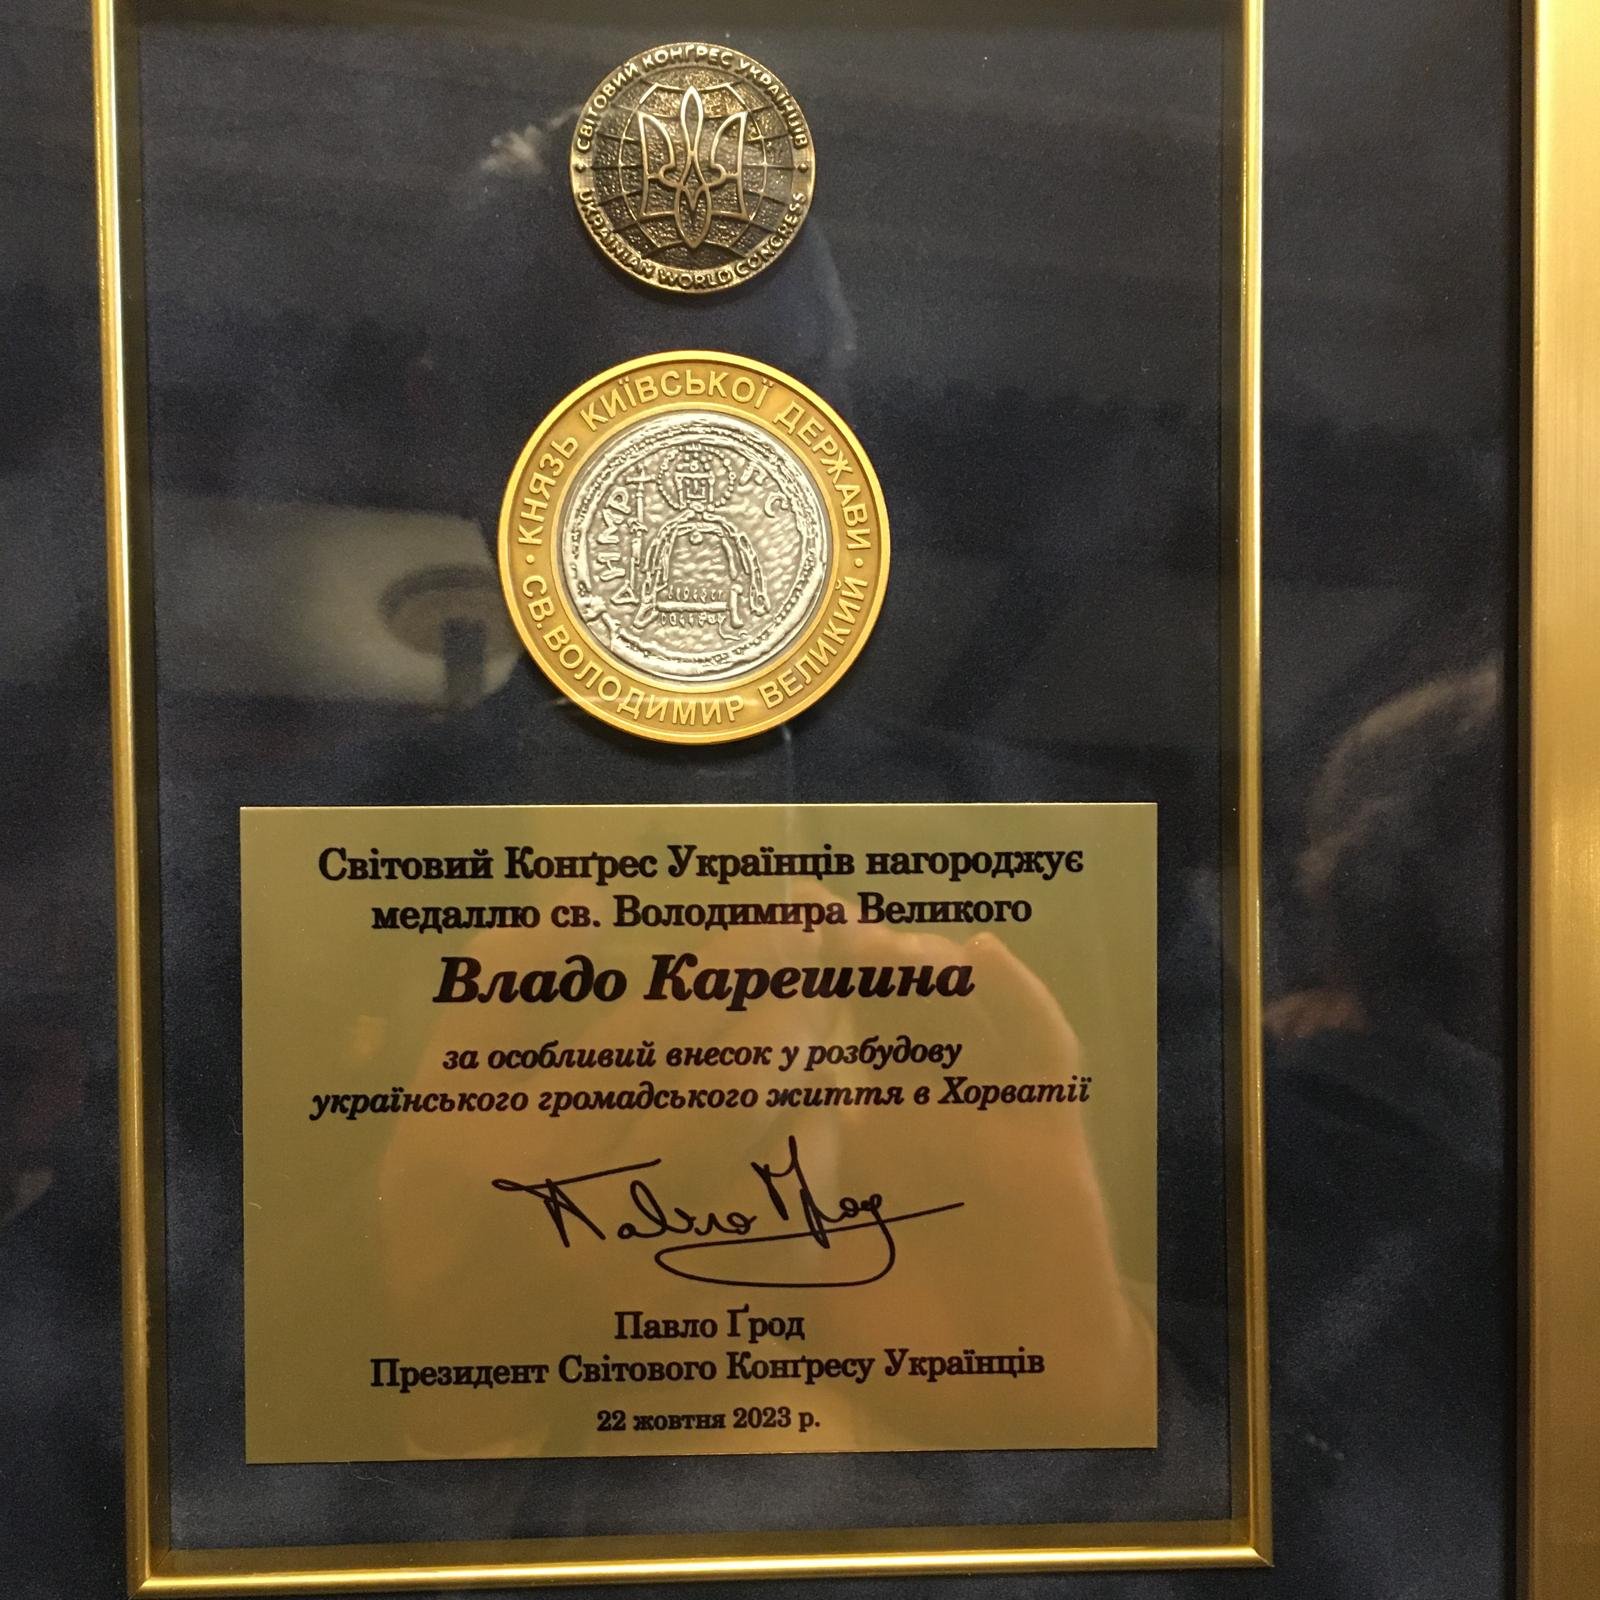 СВІТОВИЙ КОНҐРЕС УКРАЇНЦІВ
UKRAINIAN WORLD CONGRESS
КНЯЗЬ КИЇВСЬКОЇ ДЕРЖАВИ
СВ. ВОЛОДИМИР ВЕЛИКИЙ
Світовий Конґрес Українців нагороджує
медаллю св. Володимира Великого
Владо Карешина
за особливий внесок у розбудову
українського громадського життя в Хорватії
Павло Ґрод
Павло Ґрод
Президент Світового Конґресу Українців
22 жовтня 2023 р.